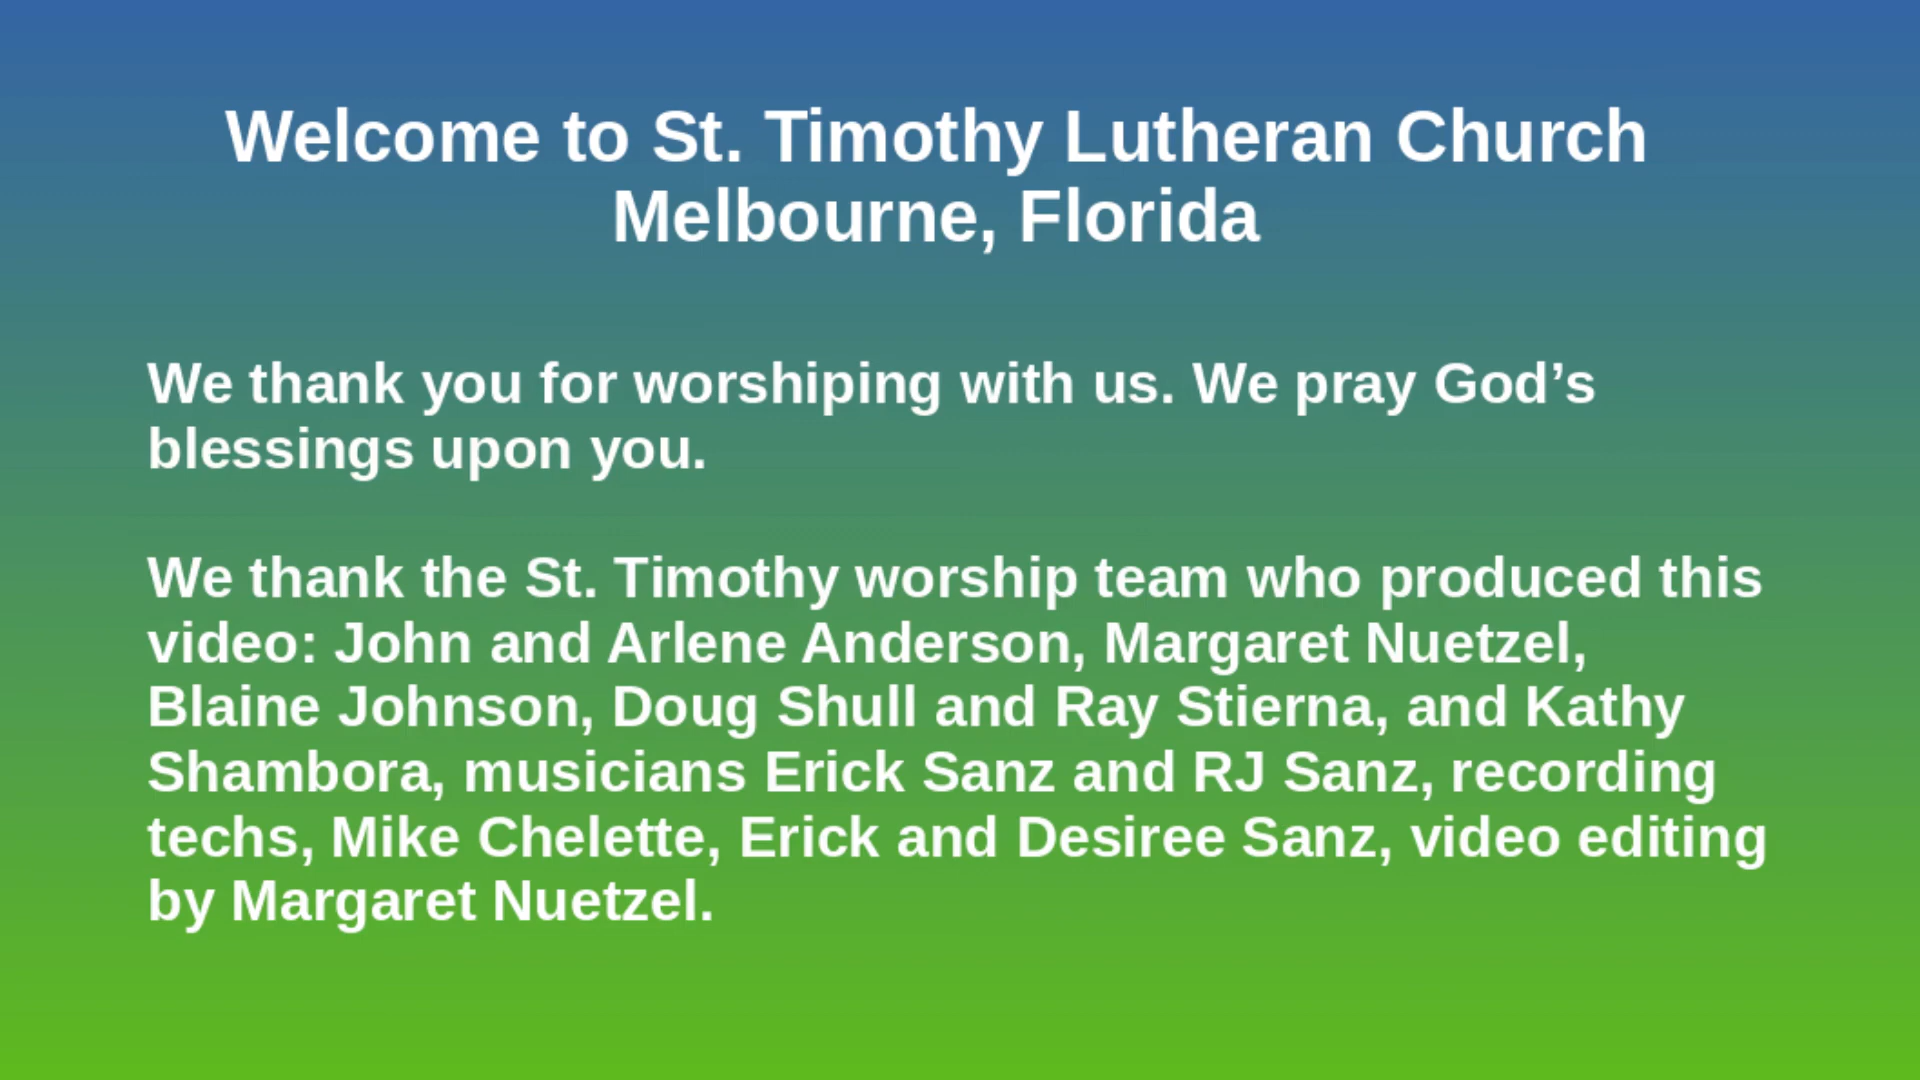 Welcome to St. Timothy Lutheran Church
Melbourne, Florida
We thank you for worshiping with us. We pray God’s
blessings upon you.
We thank the St. Timothy worship team who produced this
video: John and Arlene Anderson, Margaret Nuetzel,
Blaine Johnson, Doug Shull and Ray Stierna, and Kathy
Shambora, musicians Erick Sanz and RJ Sanz, recording
techs, Mike Chelette, Erick and Desiree Sanz, video editing
by Margaret Nuetzel.